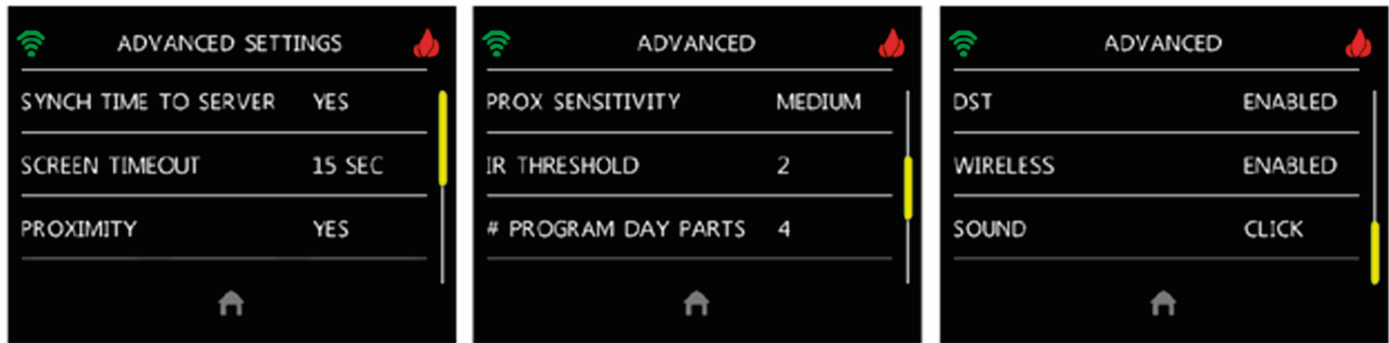 ADVANCED SETTINGS
SYNCH TIME TO SERVER YES
SCREEN TIMEOUT 15 SEC
PROXIMITY YES
ADVANCED
PROX SENSITIVITY MEDIUM
IR THRESHOLD 2
# PROGRAM DAY PARTS 4
ADVANCED
DST ENABLED
WIRELESS ENABLED
SOUND CLICK